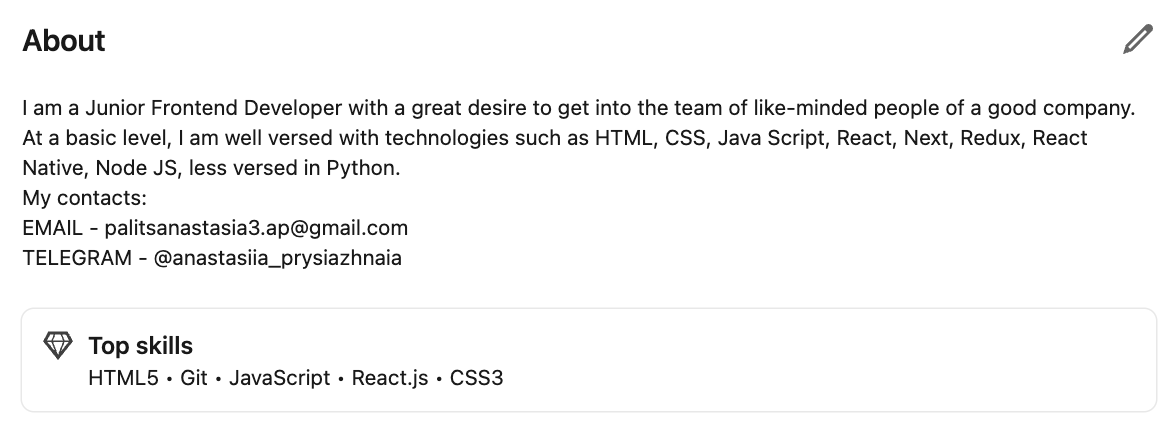 About
I am a Junior Frontend Developer with a great desire to get into the team of like-minded people of a good company.
At a basic level, I am well versed with technologies such as HTML, CSS, Java Script, React, Next, Redux, React
Native, Node JS, less versed in Python.
My contacts:
EMAIL - palitsanastasia3.ap@gmail.com
TELEGRAM - @anastasiia_prysiazhnaia
Top skills
HTML5 • Git • JavaScript • React.js • CSS3